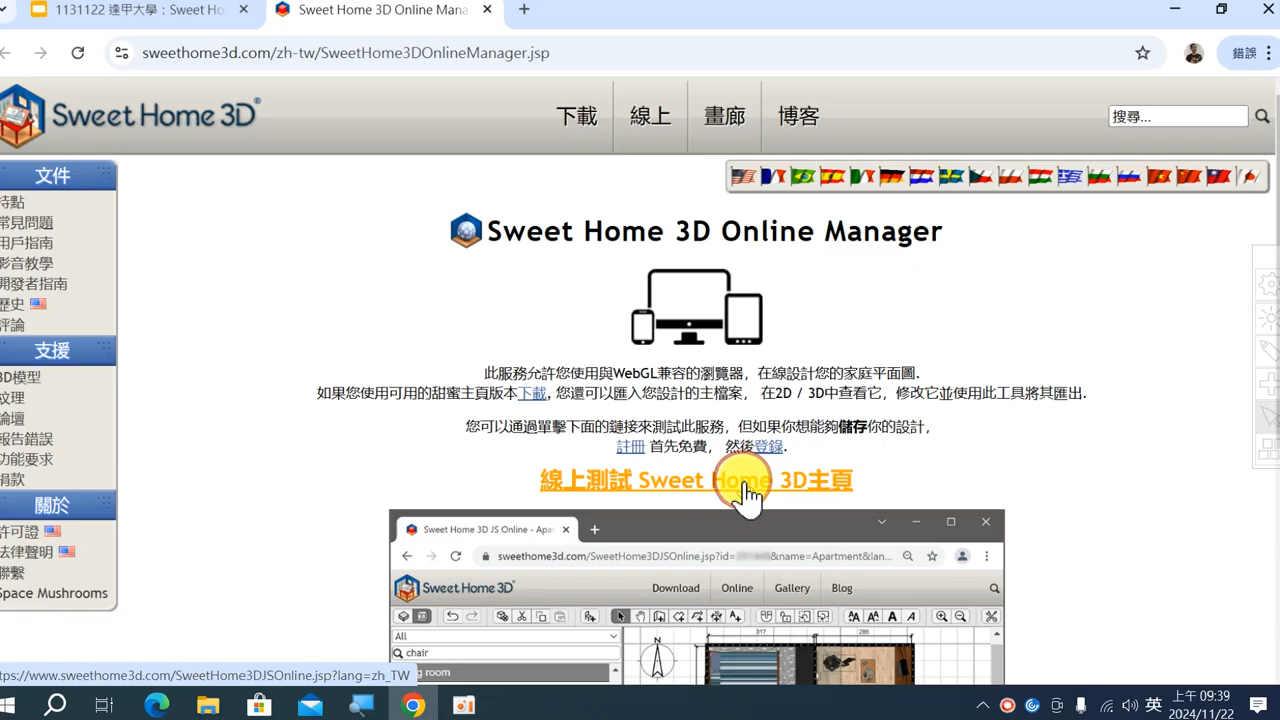 1131122 逢甲大學：Sweet Ho
Sweet Home 3D Online Mana
sweethome3d.com/zh-tw/SweetHome3DOnlineManager.jsp
錯誤
Sweet Home 3D
下載
線上
畫廊
博客
搜尋...
文件
特點
常見問題
用戶指南
影音教學
開發者指南
歷史
評論
支援
3D模型
紋理
論壇
報告錯誤
功能要求
捐款
關於
許可證
法律聲明
聯繫
Space Mushrooms
Sweet Home 3D Online Manager
此服務允許您使用與WebGL兼容的瀏覽器，在線設計您的家庭平面圖.
如果您使用可用的甜蜜主頁版本下載，您還可以匯入您設計的主檔案， 在2D / 3D中查看它，修改它並使用此工具將其匯出.
您可以通過單擊下面的鏈接來測試此服務，但如果你想能夠儲存你的設計，
註冊 首先免費， 然後登錄.
線上測試 Sweet Home 3D主頁
Sweet Home 3D JS Online - Apar
sweethome3d.com/SweetHome3DJSOnline.jsp?id= &name=Apartment&lan...
Sweet Home 3D
Download
Online
Gallery
Blog
All
chair
g room
N
317
286
ttps://www.sweethome3d.com/SweetHome3DJSOnline.jsp?lang=zh_TW
英
上午 09:39
2024/11/22